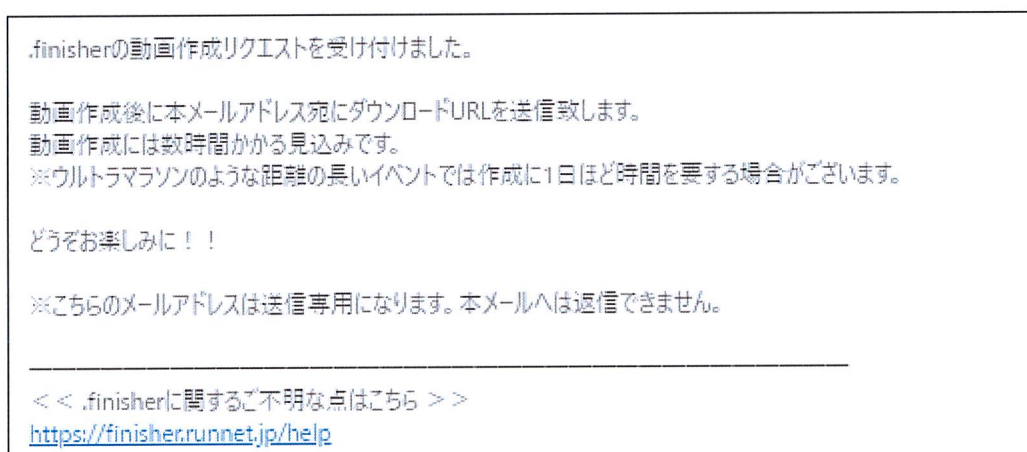 .finisherの動画作成リクエストを受け付けました。
動画作成後に本メールアドレス宛にダウンロードURLを送信致します。
動画作成には数時間かかる見込みです。
※ウルトラマラソンのような距離の長いイベントでは作成に1日ほど時間を要する場合がございます。
どうぞお楽しみに！！
※こちらのメールアドレスは送信専用になります。本メールへは返信できません。
＜＜ .finisherに関するご不明な点はこちら ＞＞
https://finisher.runnet.jp/help